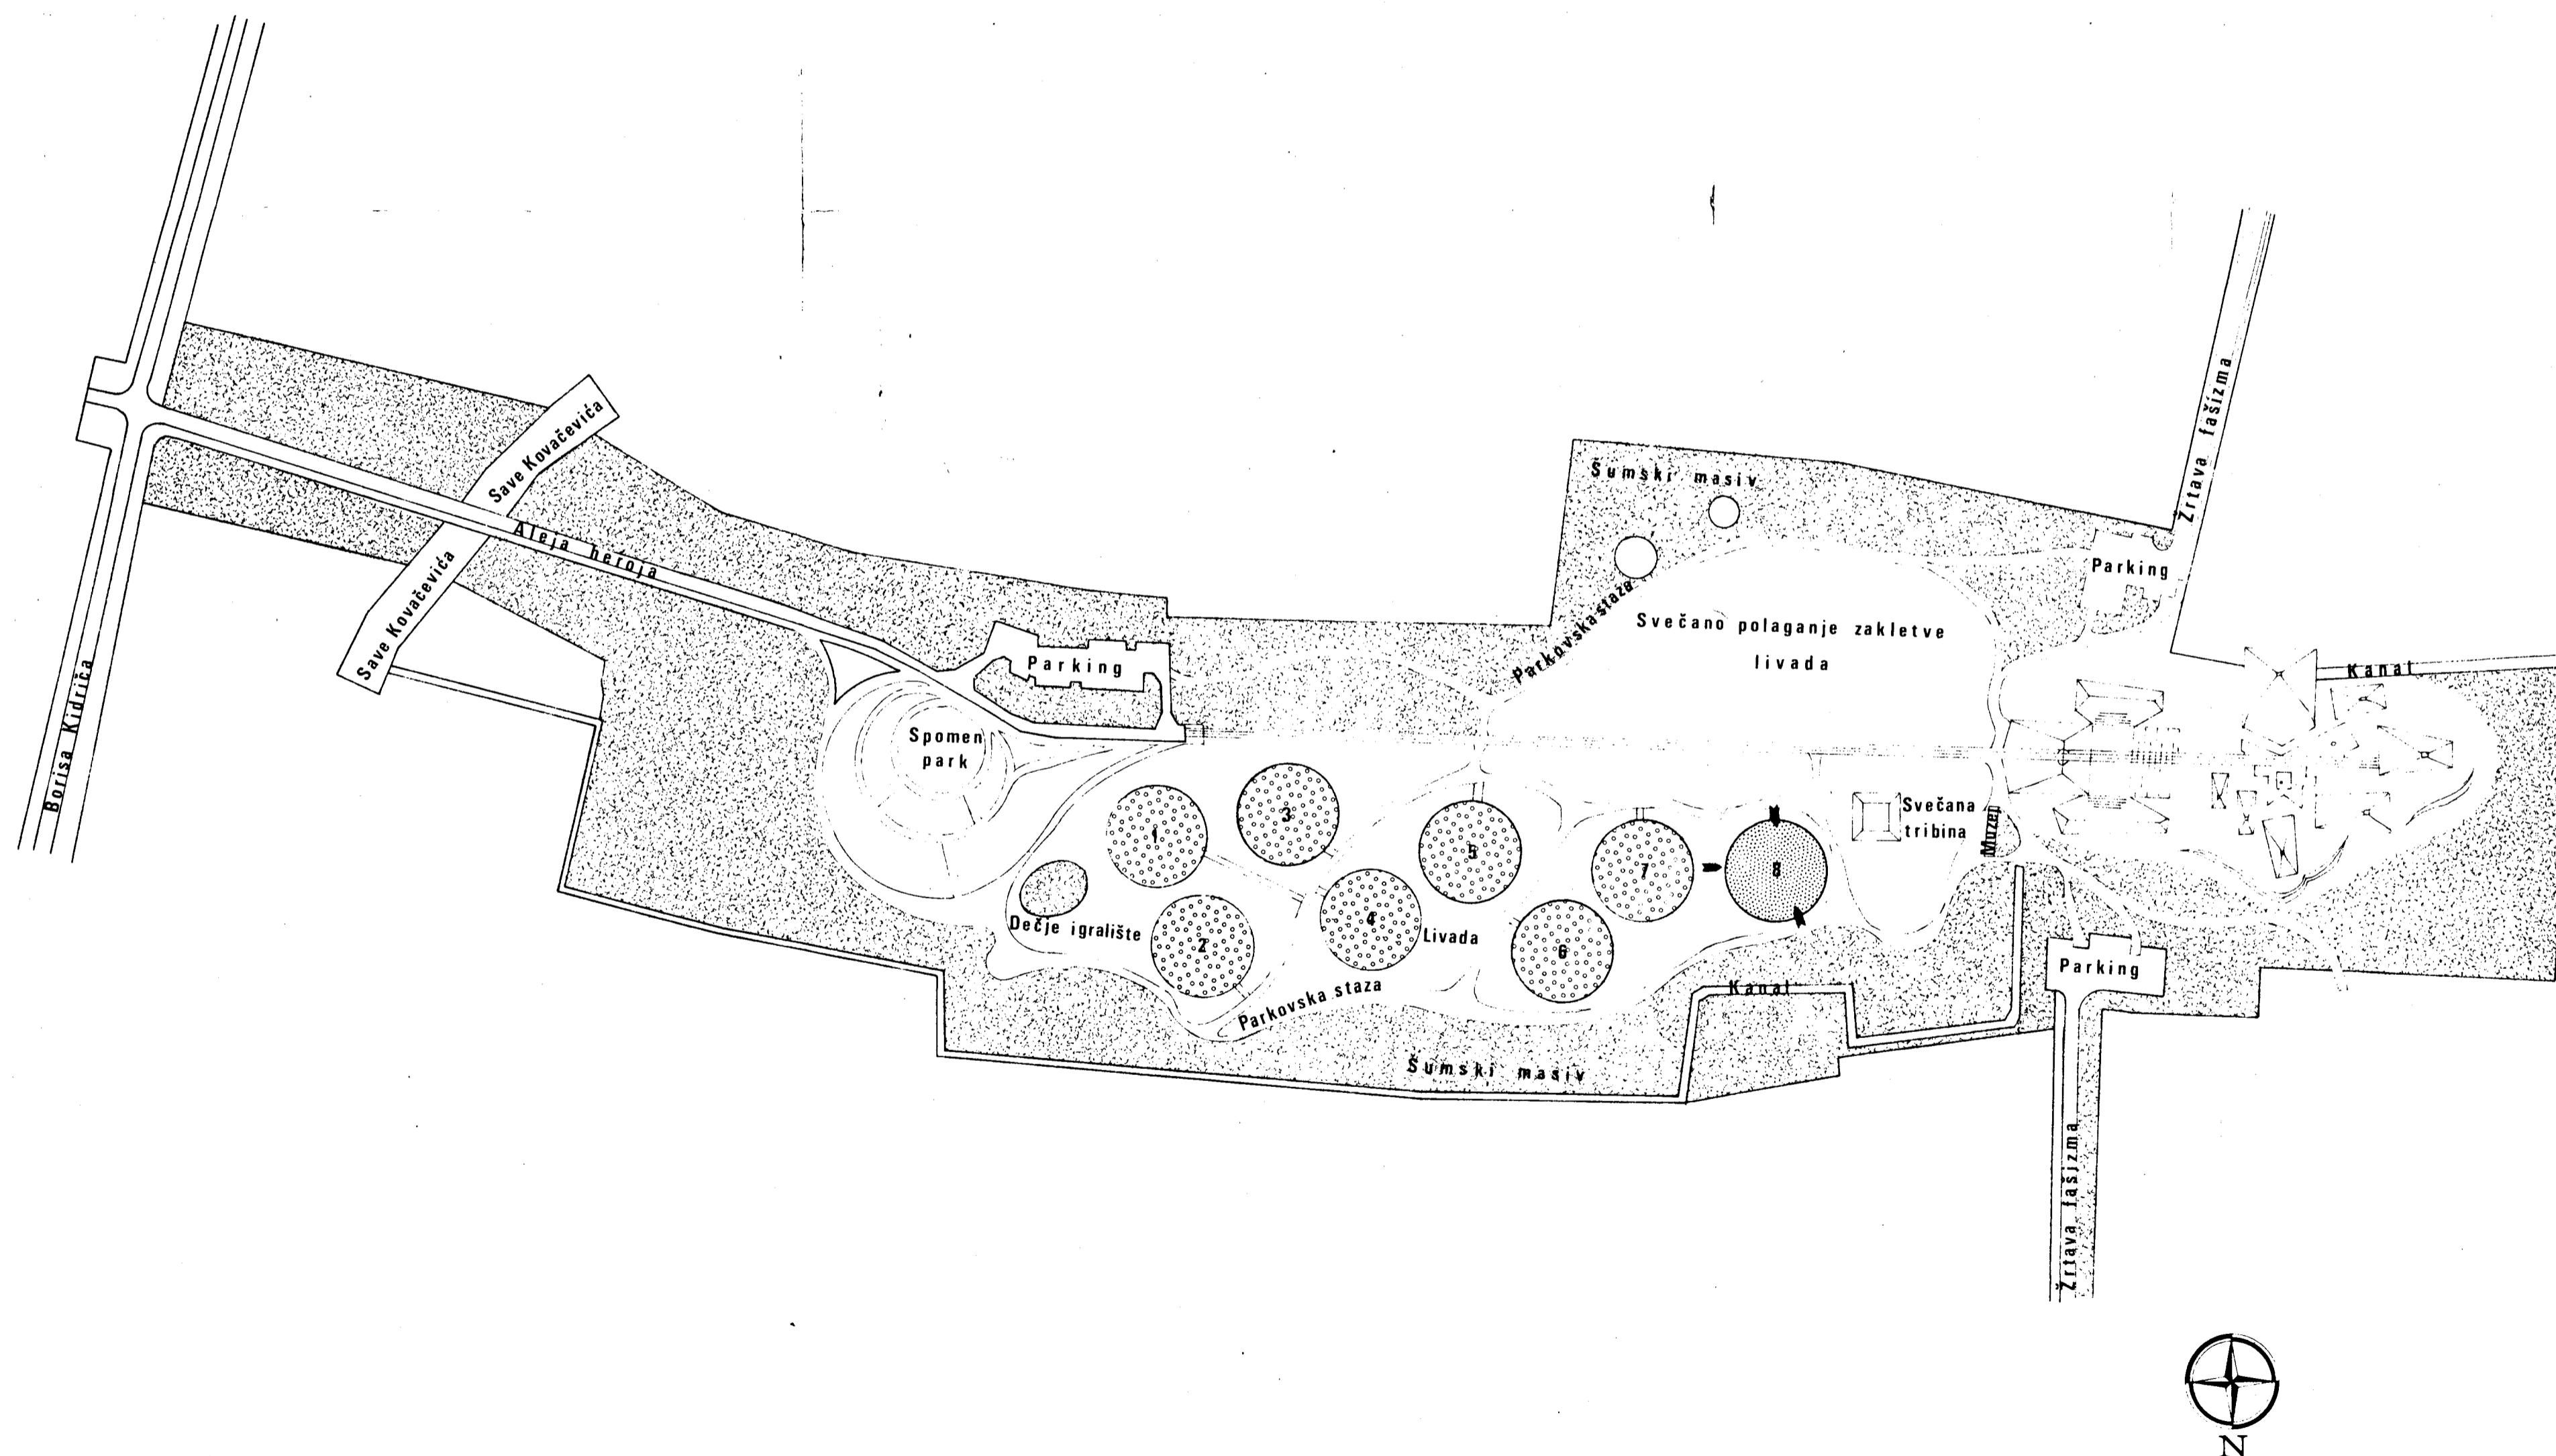 Šumski masiv
Save Kovačevića
Žrtava fašizma
Aleja heroja
Parking
Save Kovačevića
Parkovska staza
Svečano polaganje zakletve
livada
Parking
Kanal
Boriša Kidriča
Spomen
park
1
3
5
7
8
Svečana
tribina
Muzej
Dečje igralište
2
4
Livada
6
Parking
Parkovska staza
Kanal
Šumski masiv
Žrtava fašizma
N